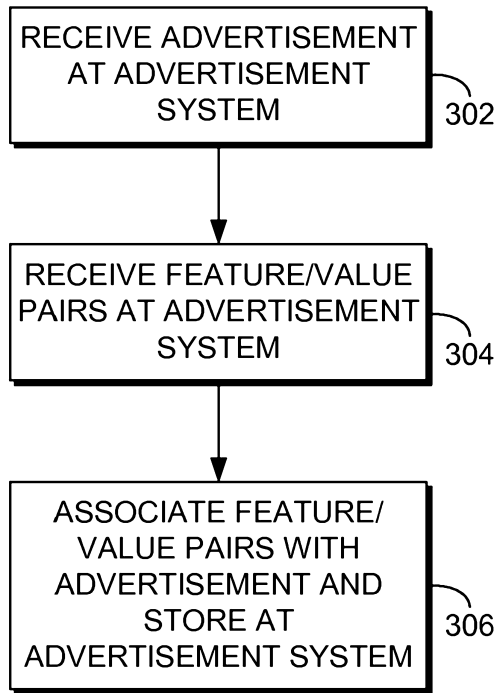 RECEIVE ADVERTISEMENT
AT ADVERTISEMENT
SYSTEM
302
RECEIVE FEATURE/VALUE
PAIRS AT ADVERTISEMENT
SYSTEM
304
ASSOCIATE FEATURE/
VALUE PAIRS WITH
ADVERTISEMENT AND
STORE AT
ADVERTISEMENT SYSTEM
306